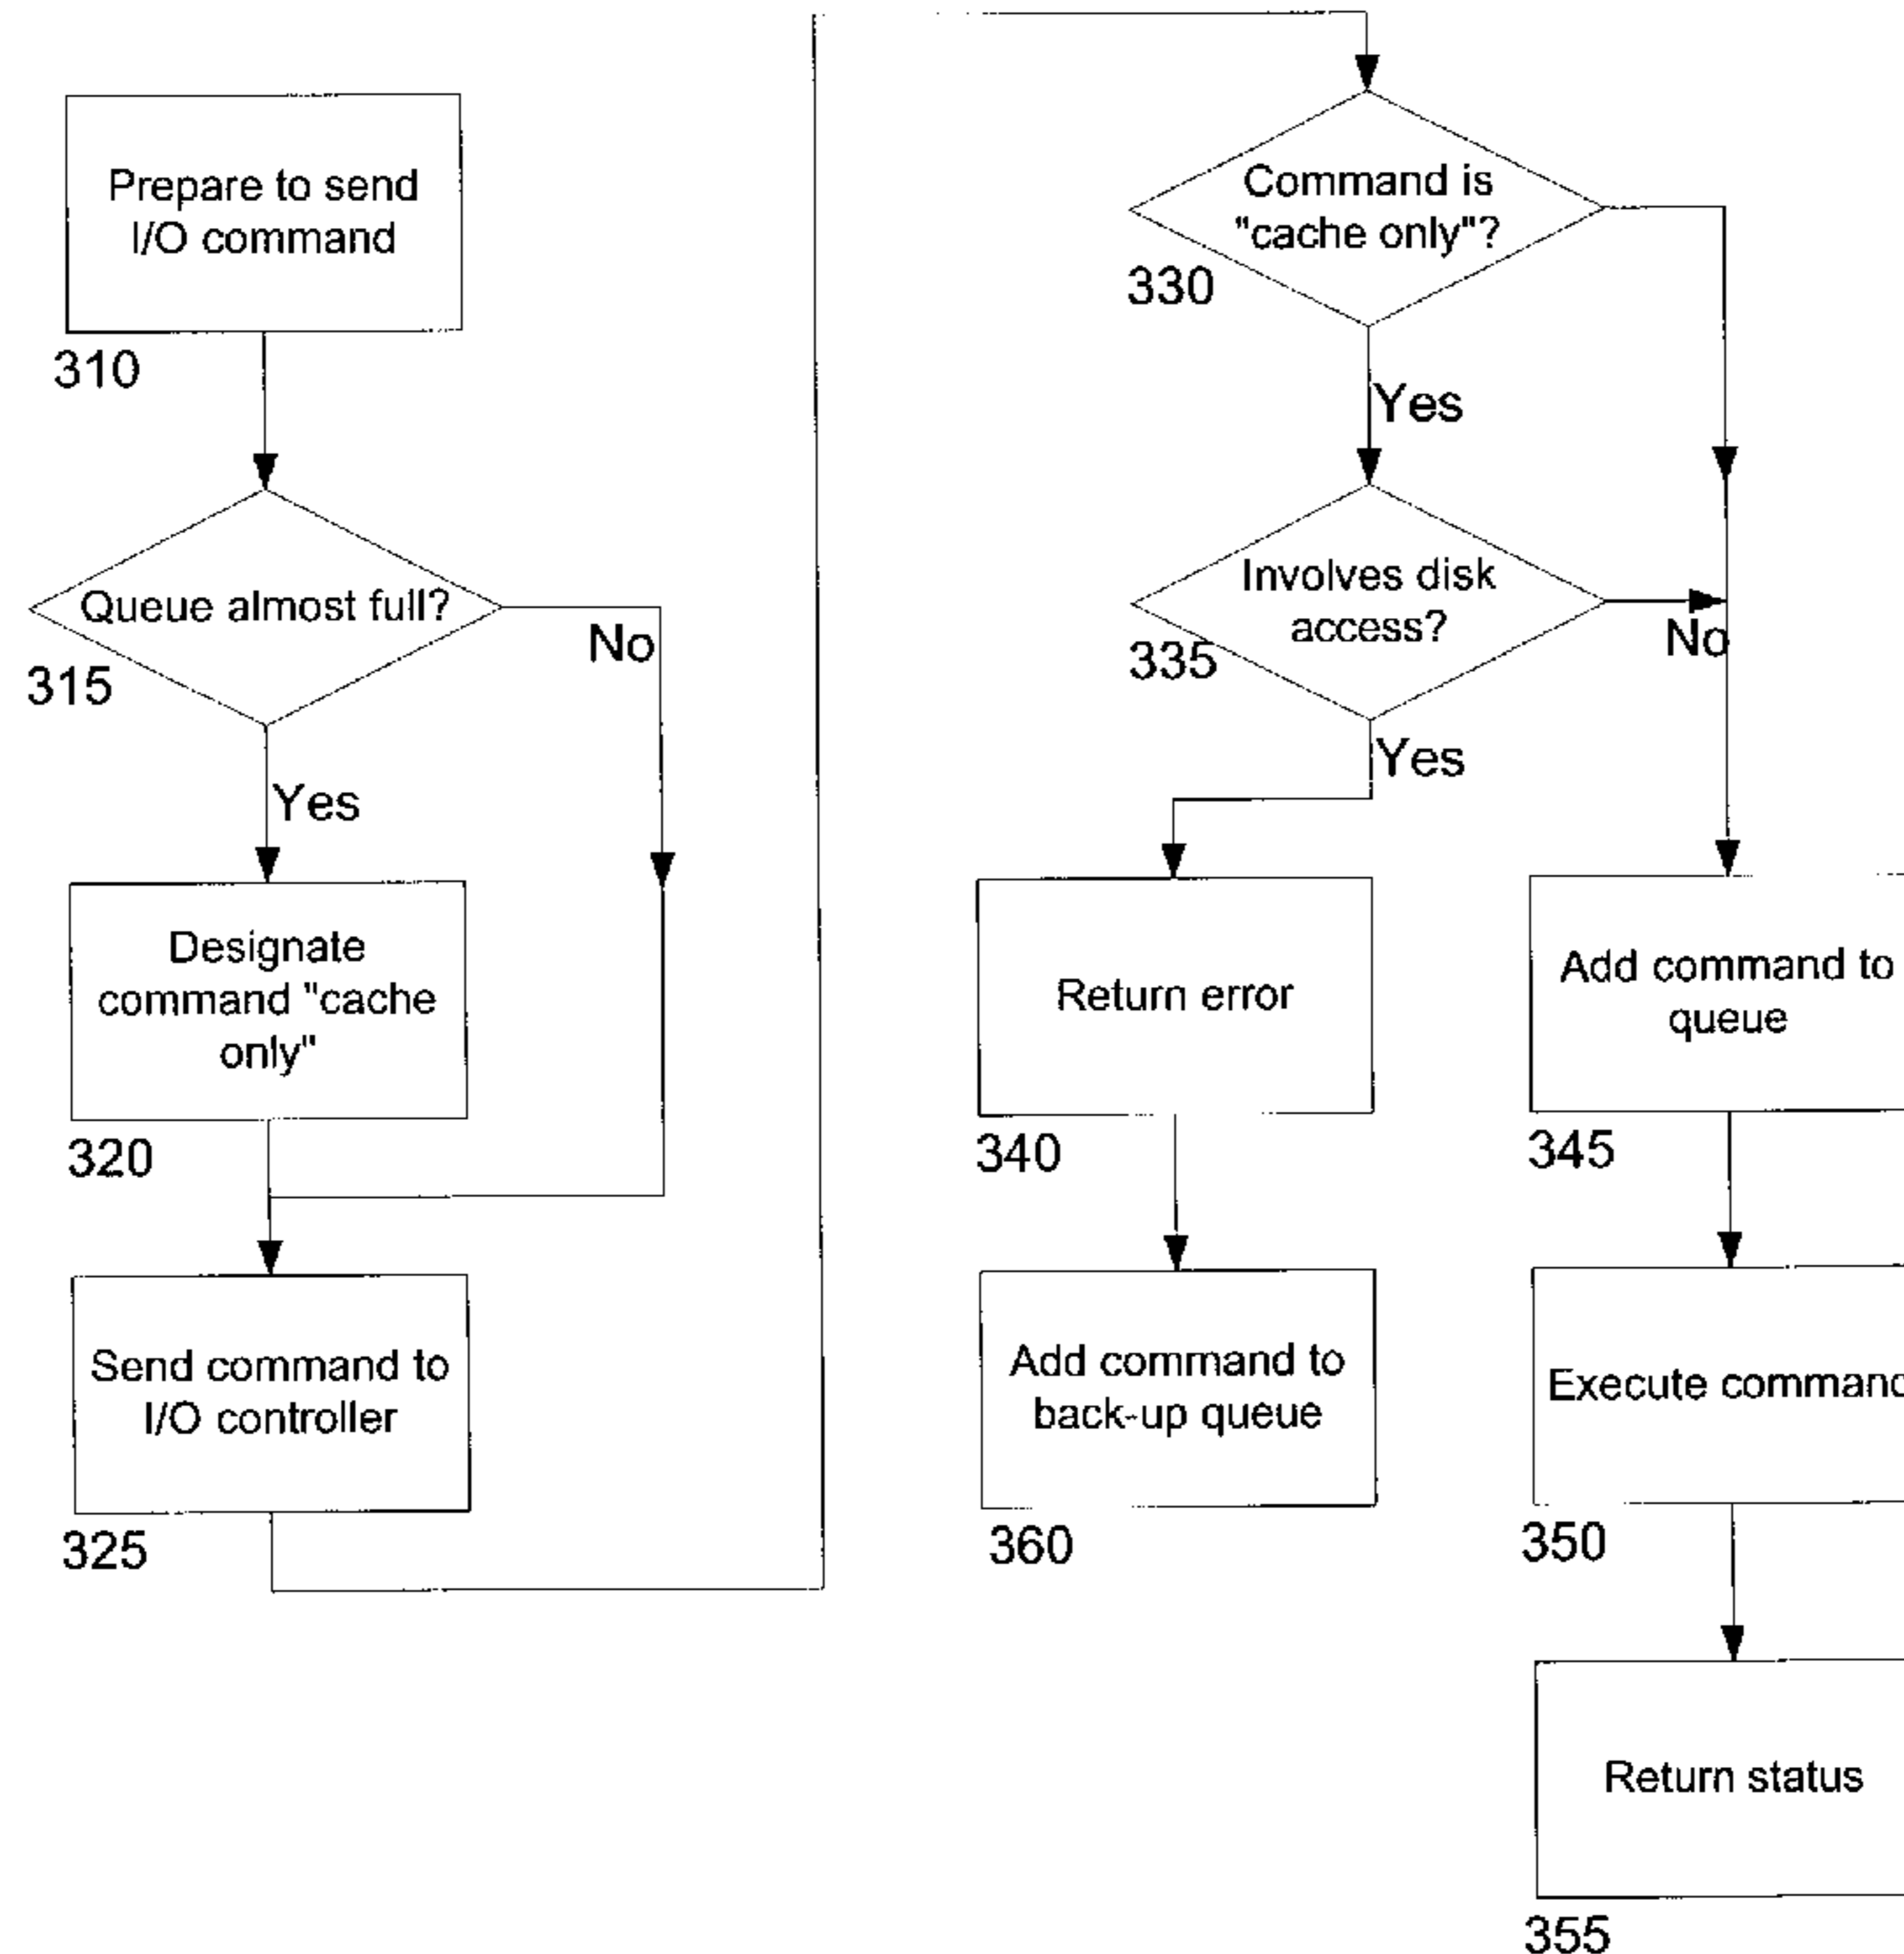 Prepare to send
I/O command
310
Queue almost full?
315
No
Yes
Designate
command "cache
only"
320
Send command to
I/O controller
325
Command is
"cache only"?
330
Yes
Involves disk
access?
335
No
Yes
Return error
340
Add command to
back-up queue
360
Add command to
queue
345
Execute command
350
Return status
355